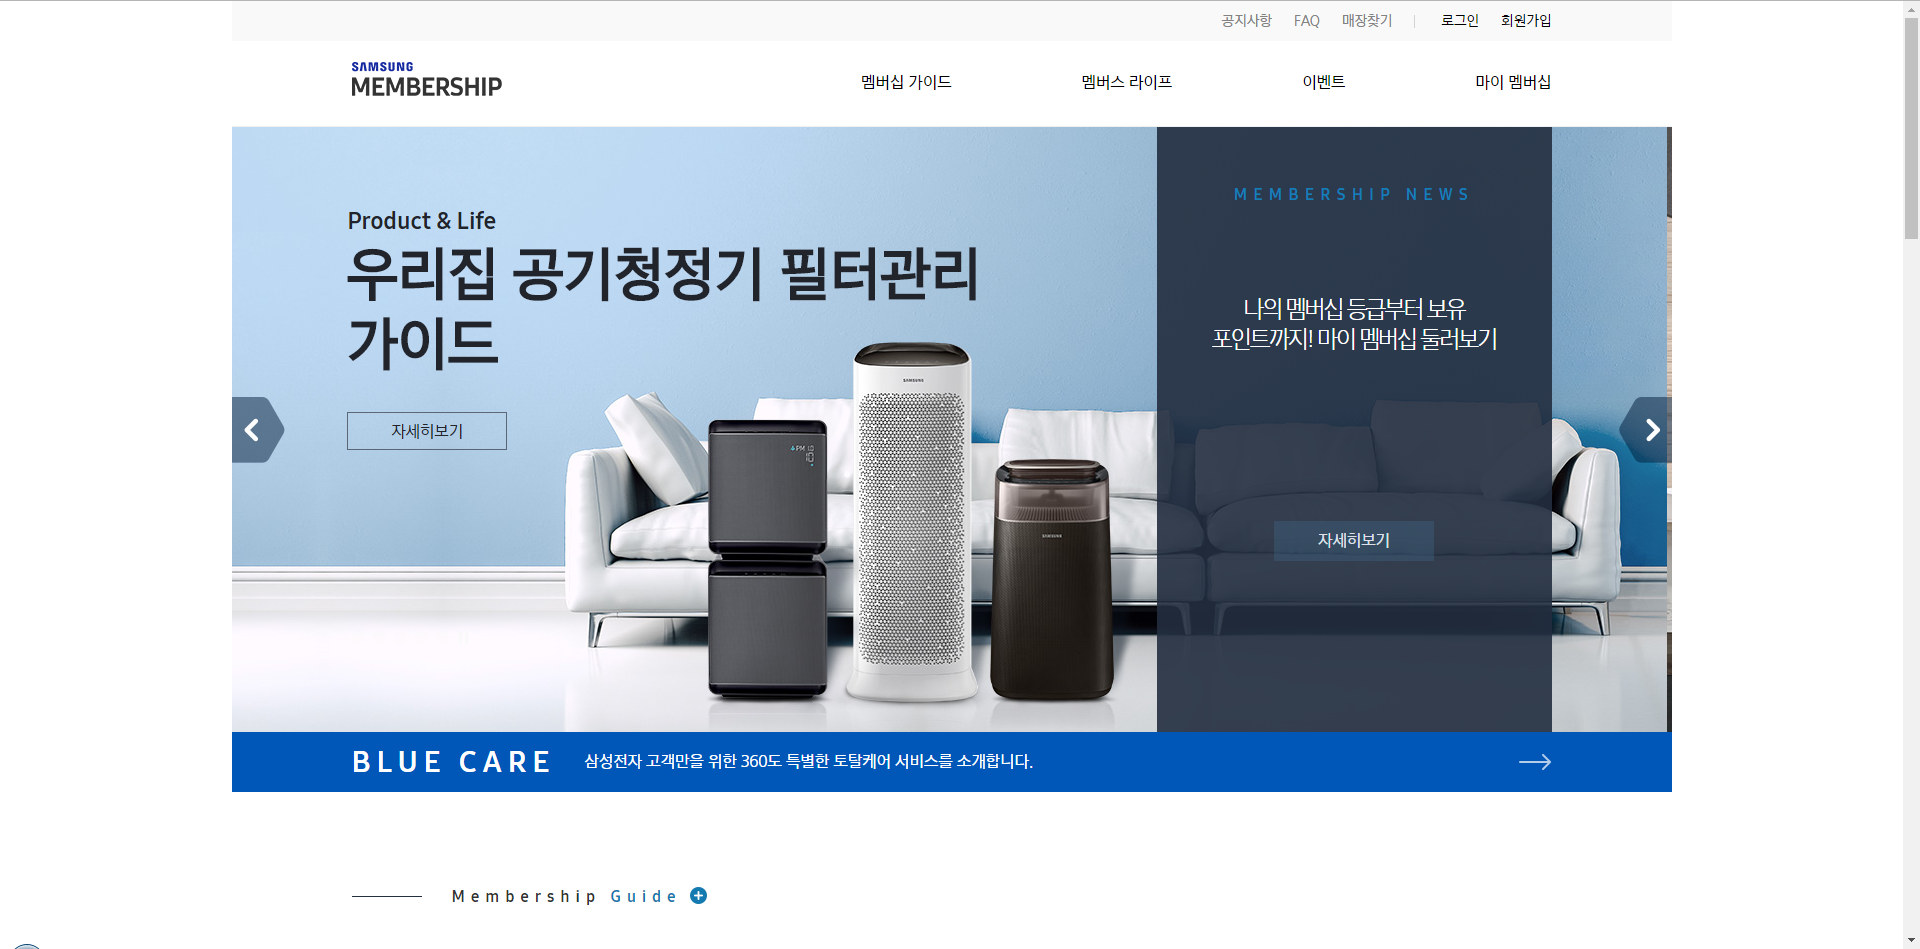 공지사항 FAQ 매장찾기 로그인 회원가입
SAMSUNG
MEMBERSHIP
멤버십 가이드 멤버스 라이프 이벤트 마이 멤버십
Product & Life
우리집 공기청정기 필터관리
가이드
자세히보기
SAMSUNG
PM
SAMSUNG
MEMBERSHIP NEWS
나의 멤버십 등급부터 보유
포인트까지! 마이 멤버십 둘러보기
자세히보기
BLUE CARE 삼성전자 고객만을 위한 360도 특별한 토탈케어 서비스를 소개합니다.
Membership Guide